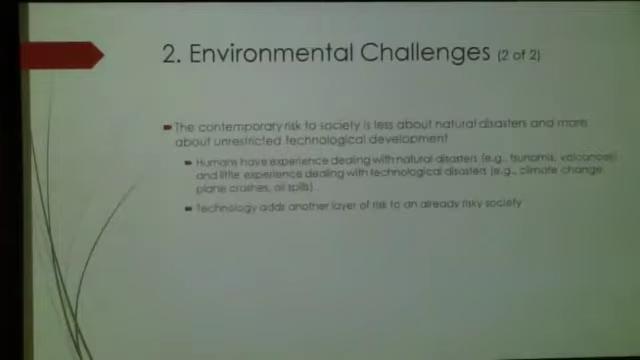 2. Environmental Challenges (2 of 2)
The contemporary risk to society is less about natural disasters and more
about unrestricted technological development
Humans have experience dealing with natural disasters (e.g., tsunamis, volcanoes)
and little experience dealing with technological disasters (e.g., climate change,
plane crashes, oil spills)
Technology adds another layer of risk to an already risky society